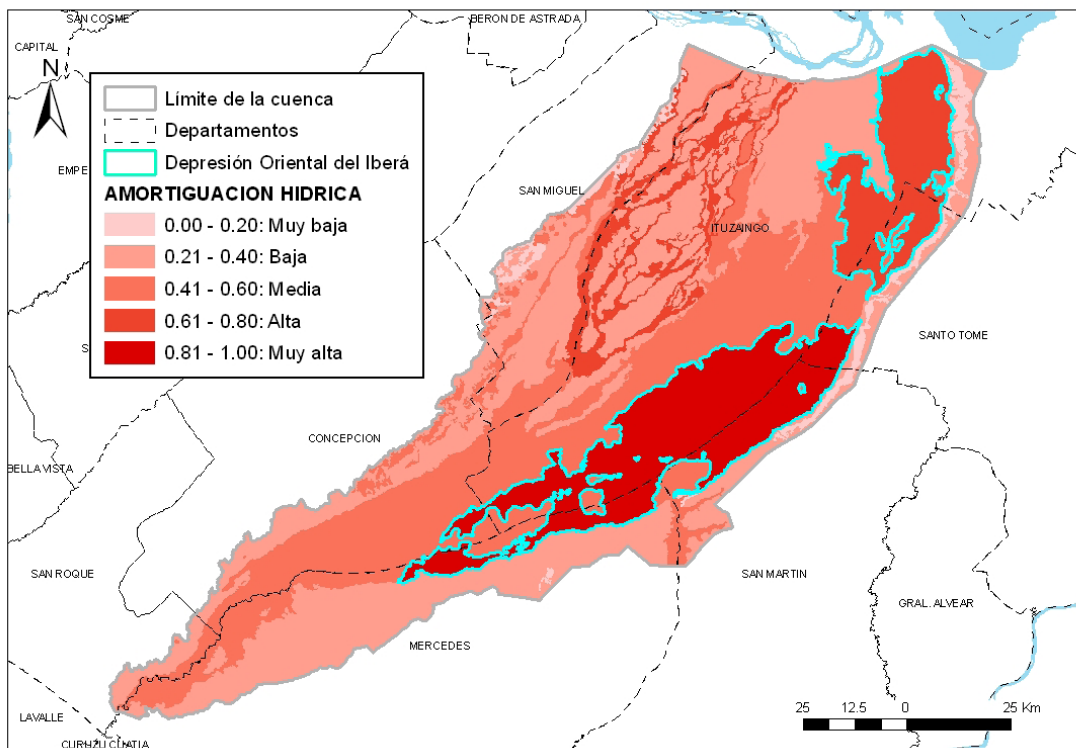 SAN COSME
BERON DE ASTRADA
CAPITAL
N
Límite de la cuenca
Departamentos
Depresión Oriental del Iberá
AMORTIGUACION HIDRICA
0.00 - 0.20: Muy baja
0.21 - 0.40: Baja
0.41 - 0.60: Media
0.61 - 0.80: Alta
0.81 - 1.00: Muy alta
EMPE
SAN MIGUEL
ITUZAINGO
S
SANTO TOME
CONCEPCION
BELLA VISTA
SAN ROQUE
SAN MARTIN
GRAL. ALVEAR
MERCEDES
LAVALLE
CURUZU CUATIA
25 12.5 0 25 Km